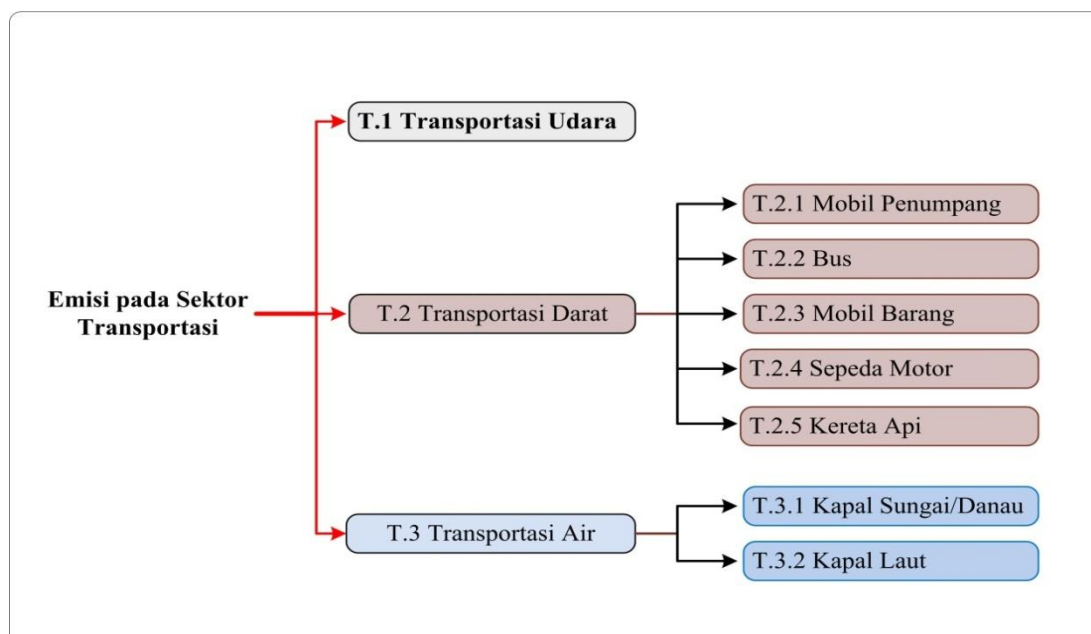 Emisi pada Sektor
Transportasi
T.1 Transportasi Udara
T.2 Transportasi Darat
T.2.1 Mobil Penumpang
T.2.2 Bus
T.2.3 Mobil Barang
T.2.4 Sepeda Motor
T.2.5 Kereta Api
T.3 Transportasi Air
T.3.1 Kapal Sungai/Danau
T.3.2 Kapal Laut